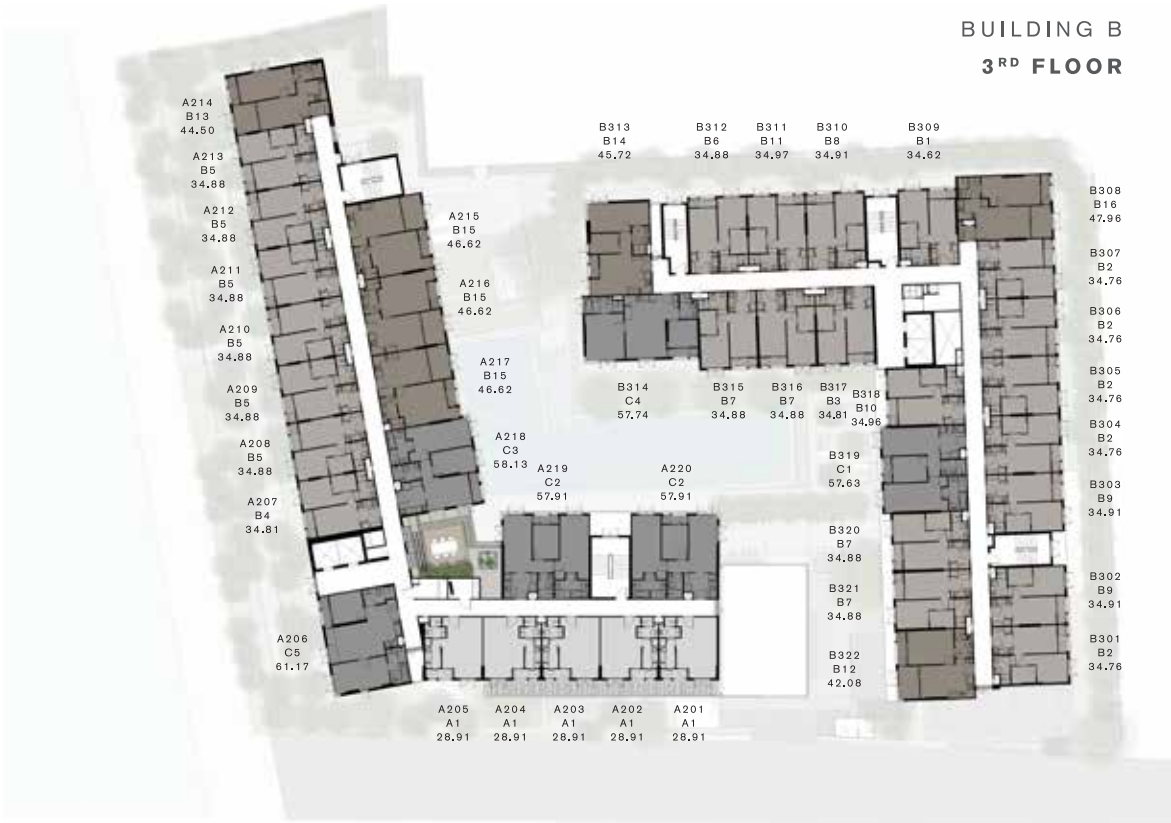 BUILDING B
3RD FLOOR
A214
B13
44.50
A213
B5
34.88
A212
B5
34.88
A211
B5
34.88
A210
B5
34.88
A209
B5
34.88
A208
B5
34.88
A207
B4
34.81
A206
C5
61.17
A215
B15
46.62
A216
B15
46.62
A217
B15
46.62
A218
C3
58.13
A219
C2
57.91
A220
C2
57.91
A205
A1
28.91
A204
A1
28.91
A203
A1
28.91
A202
A1
28.91
A201
A1
28.91
B313
B14
45.72
B312
B6
34.88
B311
B11
34.97
B310
B8
34.91
B309
B1
34.62
B308
B16
47.96
B307
B2
34.76
B306
B2
34.76
B305
B2
34.76
B304
B2
34.76
B303
B9
34.91
B302
B9
34.91
B301
B2
34.76
B314
C4
57.74
B315
B7
34.88
B316
B7
34.88
B317
B3
34.81
B318
B10
34.96
B319
C1
57.63
B320
B7
34.88
B321
B7
34.88
B322
B12
42.08